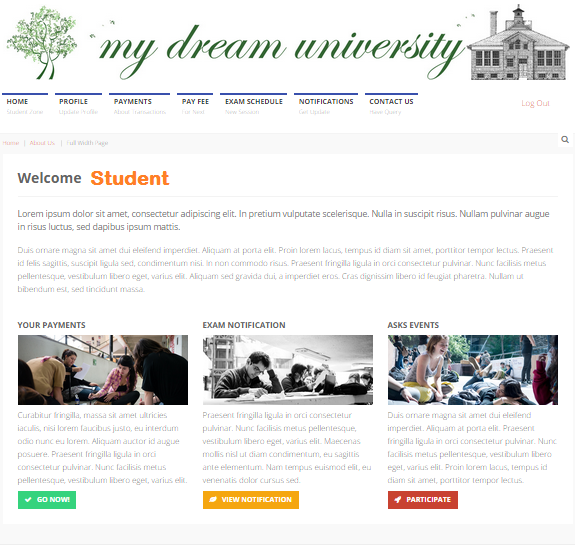 my dream university
HOME PROFILE PAYMENTS PAY FEE EXAM SCHEDULE NOTIFICATIONS CONTACT US
Student Zone Update Profile About Transactions For Next New Session Get Update Have Query
Log Out
Home | About Us | Full Width Page
Welcome Student
Lorem ipsum dolor sit amet, consectetur adipiscing elit. In pretium vulputate scelerisque. Nulla in suscipit risus. Nullam pulvinar augue
in risus luctus, sed dapibus ipsum mattis.
Duis ornare magna sit amet dui eleifend imperdiet. Aliquam at porta elit. Proin lorem lacus, tempus id diam sit amet, porttitor tempor lectus. Praesent
id felis sagittis, suscipit ligula sed, condimentum nisi. In non commodo risus. Praesent fringilla ligula in orci consectetur pulvinar. Nunc facilisis metus
pellentesque, vestibulum libero eget, varius elit. Aliquam sed gravida dui, a imperdiet eros. Cras dignissim libero id feugiat pharetra. Nullam ut
bibendum est, sed tincidunt massa.
YOUR PAYMENTS
Curabitur fringilla, massa sit amet ultricies
iaculis, nisl lorem faucibus justo, eu interdum
odio nunc eu lorem. Aliquam auctor id augue
posuere. Praesent fringilla ligula in orci
consectetur pulvinar. Nunc facilisis metus
pellentesque, vestibulum libero eget, varius elit.
GO NOW!
EXAM NOTIFICATION
Praesent fringilla ligula in orci consectetur
pulvinar. Nunc facilisis metus pellentesque,
vestibulum libero eget, varius elit. Maecenas
mollis nisl ut diam condimentum, eu sagittis
ante elementum. Nam tempus euismod elit, eu
venenatis dolor cursus sed.
VIEW NOTIFICATION
ASKS EVENTS
Duis ornare magna sit amet dui eleifend
imperdiet. Aliquam at porta elit. Praesent
fringilla ligula in orci consectetur pulvinar.
Nunc facilisis metus pellentesque, vestibulum
libero eget, varius elit. Proin lorem lacus, tempus
id diam sit amet, porttitor tempor lectus.
PARTICIPATE